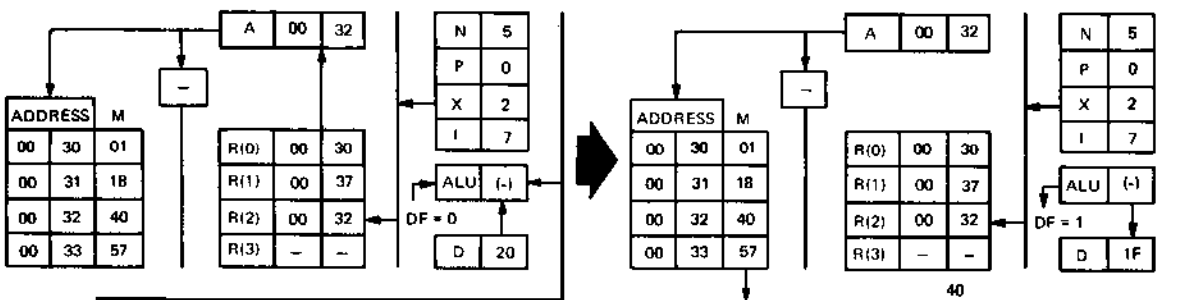 A 00 32
ADDRESS M
00 30 01
00 31 1B
00 32 40
00 33 57
–
R(0) 00 30
R(1) 00 37
R(2) 00 32
R(3) – –
N 5
P 0
X 2
I 7
ALU (-)
DF = 0
D 20
A 00 32
ADDRESS M
00 30 01
00 31 18
00 32 40
00 33 57
–
R(0) 00 30
R(1) 00 37
R(2) 00 32
R(3) – –
N 5
P 0
X 2
I 7
ALU (-)
DF = 1
D 1F
40